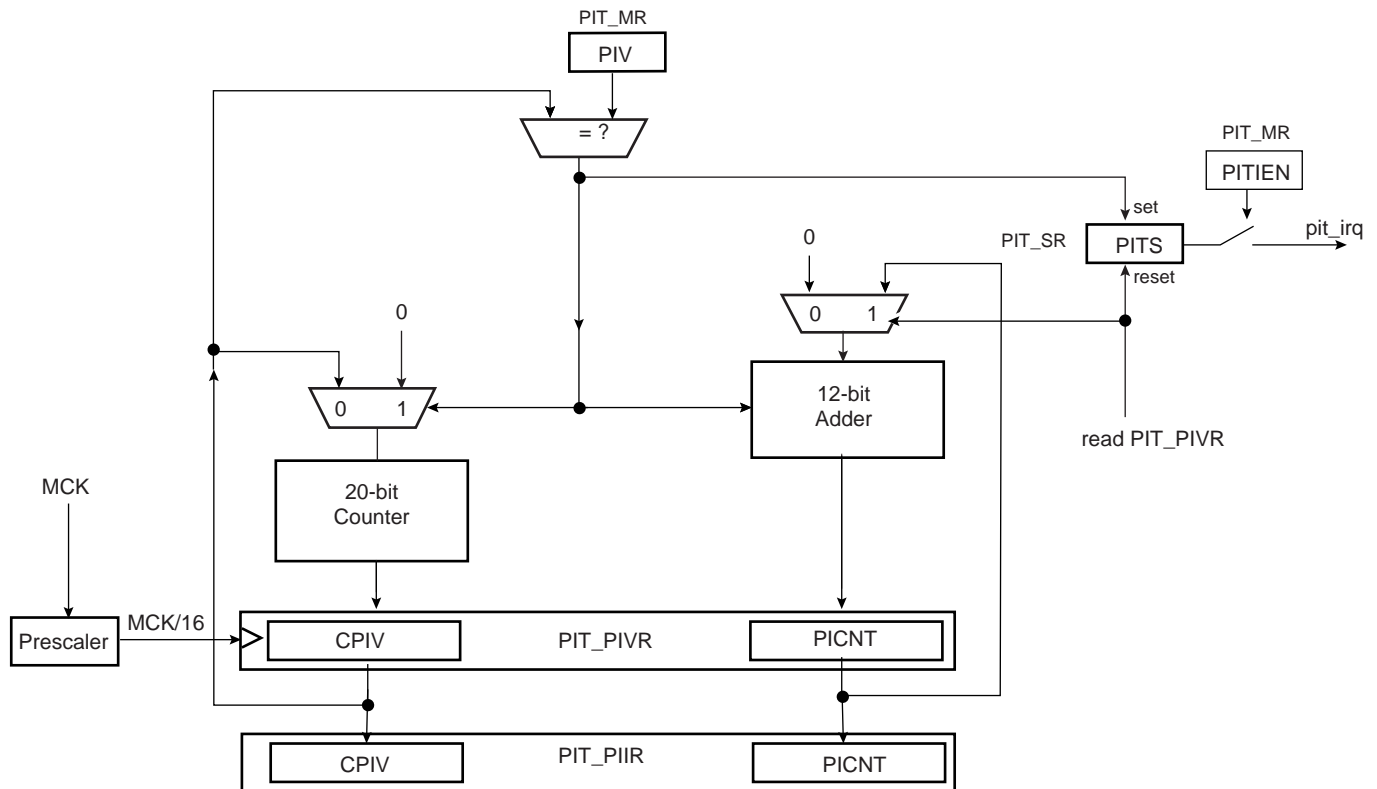 PIT_MR
PIV
= ?
PIT_MR
PITIEN
set
PIT_SR
PITS
pit_irq
reset
0
0 1
0
0 1
12-bit
Adder
read PIT_PIVR
20-bit
Counter
MCK
Prescaler
MCK/16
CPIV
PIT_PIVR
PICNT
CPIV
PIT_PIIR
PICNT